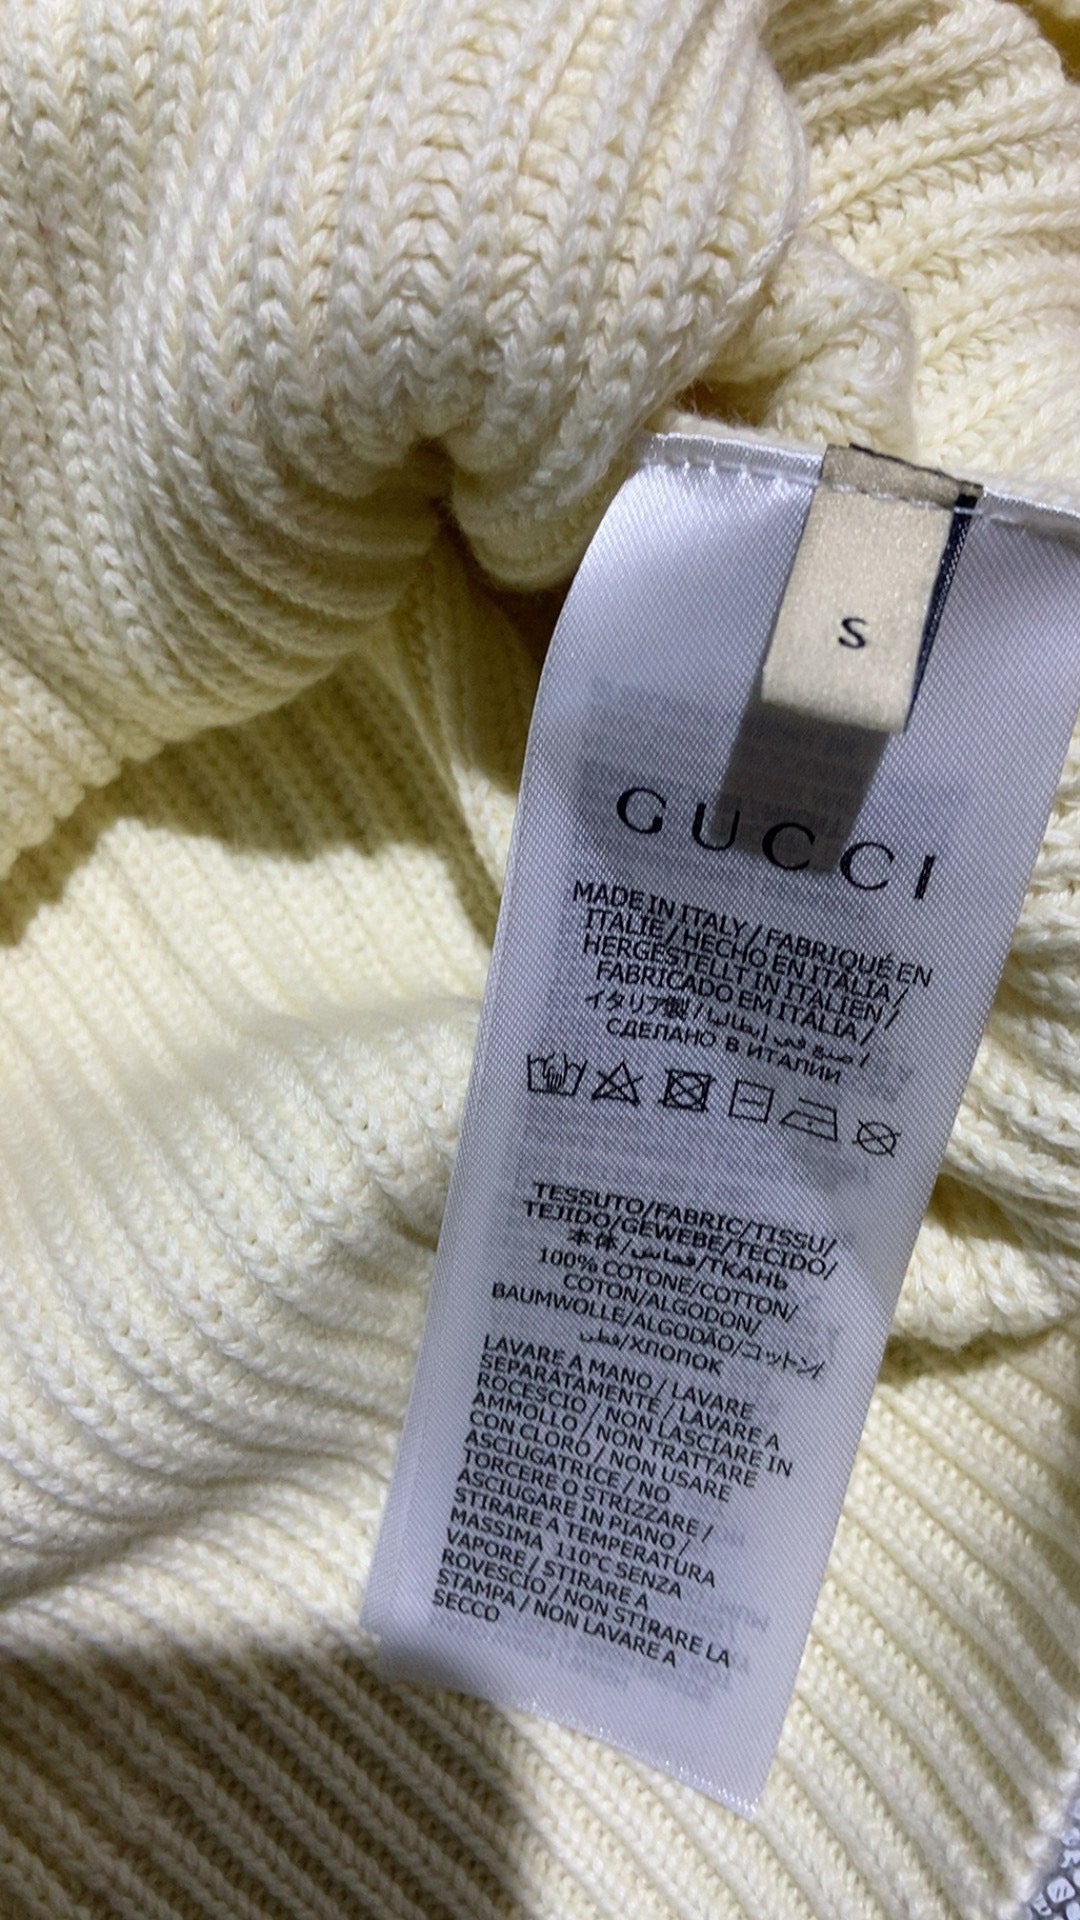 S
GUCCI
MADE IN ITALY / FABRIQUÉ EN
ITALIE / HECHO EN ITALIA /
HERGESTELLT IN ITALIEN /
FABRICADO EM ITÁLIA /
イタリア製 / صنع في إيطاليا /
СДЕЛАНО В ИТАЛИИ
TESSUTO/FABRIC/TISSU/
TEJIDO/GEWEBE/TECIDO/
本体/قماش/ТКАНЬ
100% COTONE/COTTON/
COTON/ALGODON/
BAUMWOLLE/ALGODÃO/コットン/
قطن/ХЛОПОК
LAVARE A MANO / LAVARE
SEPARATAMENTE / LAVARE A
ROCESCIO / NON LASCIARE IN
AMMOLLO / NON TRATTARE
CON CLORO / NON USARE
ASCIUGATRICE / NO
TORCERE O STRIZZARE /
ASCIUGARE IN PIANO /
STIRARE A TEMPERATURA
MASSIMA 110°C SENZA
VAPORE / STIRARE A
ROVESCIO / NON STIRARE LA
STAMPA / NON LAVARE A
SECCO